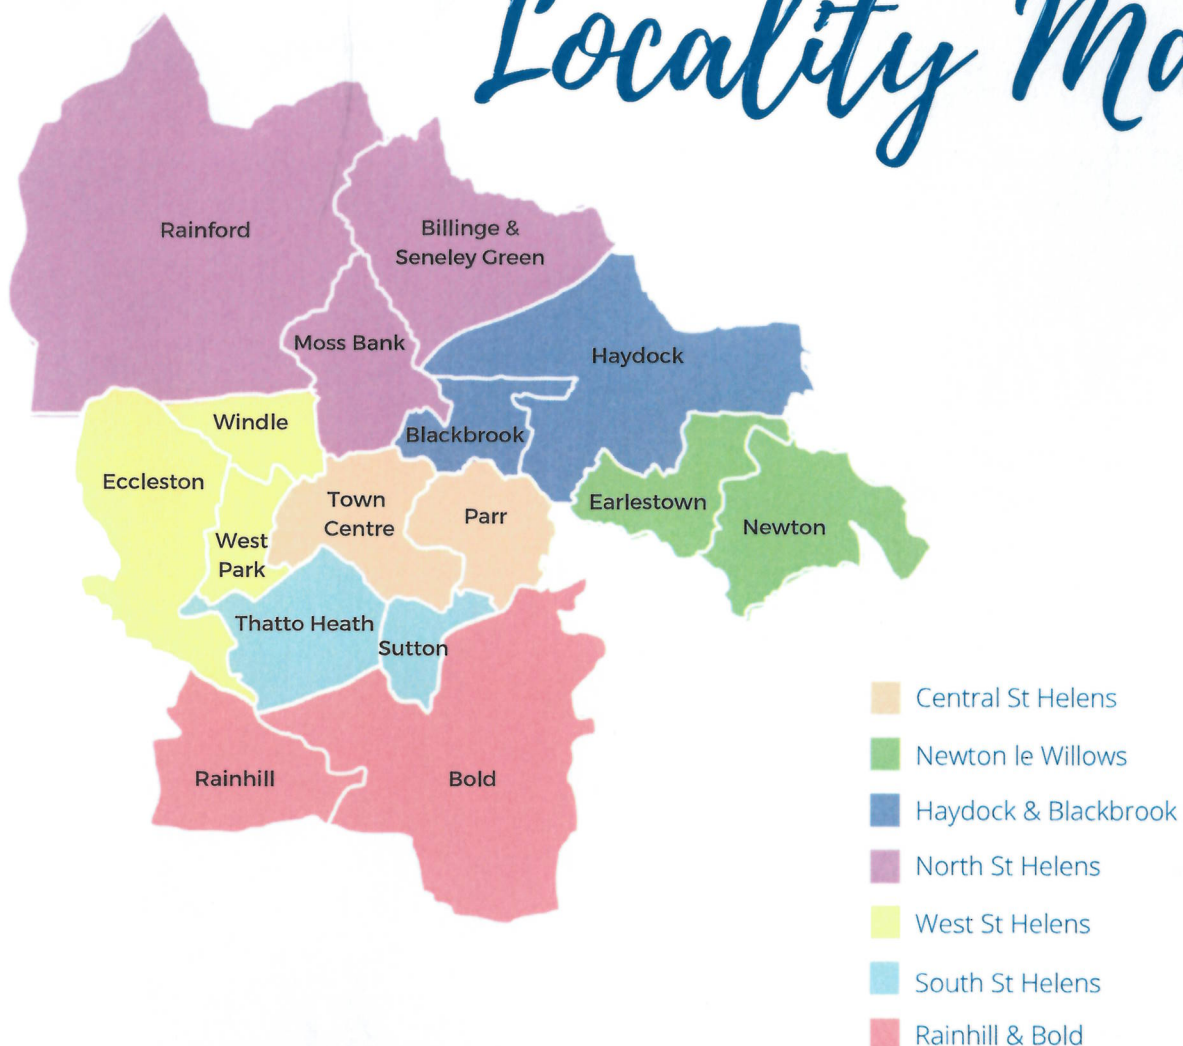 Locality Ma
Rainford
Billinge &
Seneley Green
Moss Bank
Haydock
Windle
Blackbrook
Eccleston
Town
Centre
Parr
Earlestown
Newton
West
Park
Thatto Heath
Sutton
Rainhill
Bold
Central St Helens
Newton le Willows
Haydock & Blackbrook
North St Helens
West St Helens
South St Helens
Rainhill & Bold